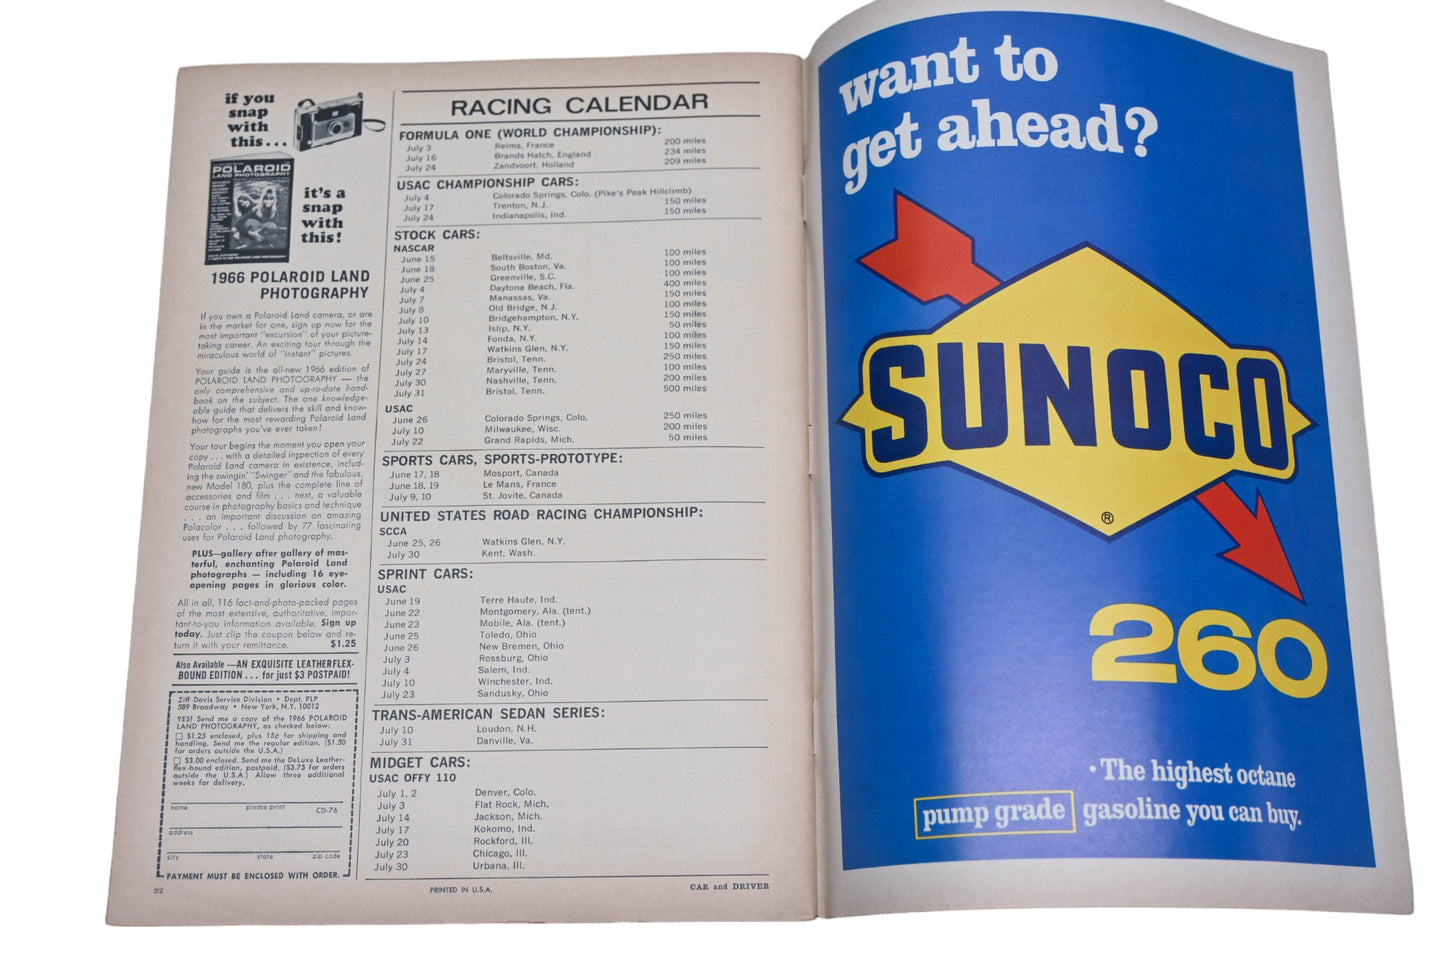 if you
snap
with
this...
POLAROID
LAND PHOTOGRAPHY
it's a
snap
with
this!
1966 POLAROID LAND
PHOTOGRAPHY
If you own a Polaroid Land camera, or are
in the market for one, sign up now for the
most important "excursion" of your picture-
taking career. An exciting tour through the
miraculous world of "instant" pictures.
Your guide is the all-new 1966 edition of
POLAROID LAND PHOTOGRAPHY — the
only comprehensive and up-to-date hand-
book on the subject. The one knowledge-
able guide that delivers the skill and know-
how for the most rewarding Polaroid Land
photographs you've ever taken!
Your tour begins the moment you open your
copy . . . with a detailed inspection of every
Polaroid Land camera in existence, includ-
ing the swingin' "Swinger" and the fabulous,
new Model 180, plus the complete line of
accessories and film . . . next, a valuable
course in photography basics and technique
. . . an important discussion on amazing
Polacolor . . . followed by 77 fascinating
uses for Polaroid Land photography.
PLUS—gallery after gallery of mas-
terful, enchanting Polaroid Land
photographs — including 16 eye-
opening pages in glorious color.
All in all, 116 fact-and-photo-packed pages
of the most extensive, authoritative, impor-
tant-to-you information available. Sign up
today. Just clip the coupon below and re-
turn it with your remittance. $1.25
Also Available —AN EXQUISITE LEATHERFLEX-
BOUND EDITION . . . for just $3 POSTPAID!
Ziff-Davis Service Division • Dept. PLP
589 Broadway • New York, N.Y. 10012
YES! Send me a copy of the 1966 POLAROID
LAND PHOTOGRAPHY, as checked below:
$1.25 enclosed, plus 15¢ for shipping and
handling. Send me the regular edition. ($1.50
for orders outside the U.S.A.)
$3.00 enclosed. Send me the DeLuxe Leather-
flex-bound edition, postpaid. ($3.75 for orders
outside the U.S.A.) Allow three additional
weeks for delivery.
name please print CD-76
address
city state zip code
PAYMENT MUST BE ENCLOSED WITH ORDER.
92
RACING CALENDAR
FORMULA ONE (WORLD CHAMPIONSHIP):
July 3 Reims, France 200 miles
July 16 Brands Hatch, England 234 miles
July 24 Zandvoort, Holland 209 miles
USAC CHAMPIONSHIP CARS:
July 4 Colorado Springs, Colo. (Pike's Peak Hillclimb)
July 17 Trenton, N.J. 150 miles
July 24 Indianapolis, Ind. 150 miles
STOCK CARS:
NASCAR
June 15 Beltsville, Md. 100 miles
June 18 South Boston, Va. 100 miles
June 25 Greenville, S.C. 100 miles
July 4 Daytona Beach, Fla. 400 miles
July 7 Manassas, Va. 150 miles
July 8 Old Bridge, N.J. 100 miles
July 10 Bridgehampton, N.Y. 150 miles
July 13 Islip, N.Y. 50 miles
July 14 Fonda, N.Y. 100 miles
July 17 Watkins Glen, N.Y. 150 miles
July 24 Bristol, Tenn. 250 miles
July 27 Maryville, Tenn. 100 miles
July 30 Nashville, Tenn. 200 miles
July 31 Bristol, Tenn. 500 miles
USAC
June 26 Colorado Springs, Colo. 250 miles
July 10 Milwaukee, Wisc. 200 miles
July 22 Grand Rapids, Mich. 50 miles
SPORTS CARS, SPORTS-PROTOTYPE:
June 17, 18 Mosport, Canada
June 18, 19 Le Mans, France
July 9, 10 St. Jovite, Canada
UNITED STATES ROAD RACING CHAMPIONSHIP:
SCCA
June 25, 26 Watkins Glen, N.Y.
July 30 Kent, Wash.
SPRINT CARS:
USAC
June 19 Terre Haute, Ind.
June 22 Montgomery, Ala. (tent.)
June 23 Mobile, Ala. (tent.)
June 25 Toledo, Ohio
June 26 New Bremen, Ohio
July 3 Rossburg, Ohio
July 4 Salem, Ind.
July 10 Winchester, Ind.
July 23 Sandusky, Ohio
TRANS-AMERICAN SEDAN SERIES:
July 10 Loudon, N.H.
July 31 Danville, Va.
MIDGET CARS:
USAC OFFY 110
July 1, 2 Denver, Colo.
July 3 Flat Rock, Mich.
July 14 Jackson, Mich.
July 17 Kokomo, Ind.
July 20 Rockford, Ill.
July 23 Chicago, Ill.
July 30 Urbana, Ill.
PRINTED IN U.S.A. CAR and DRIVER
want to
get ahead?
SUNOCO
®
260
•The highest octane
pump grade gasoline you can buy.